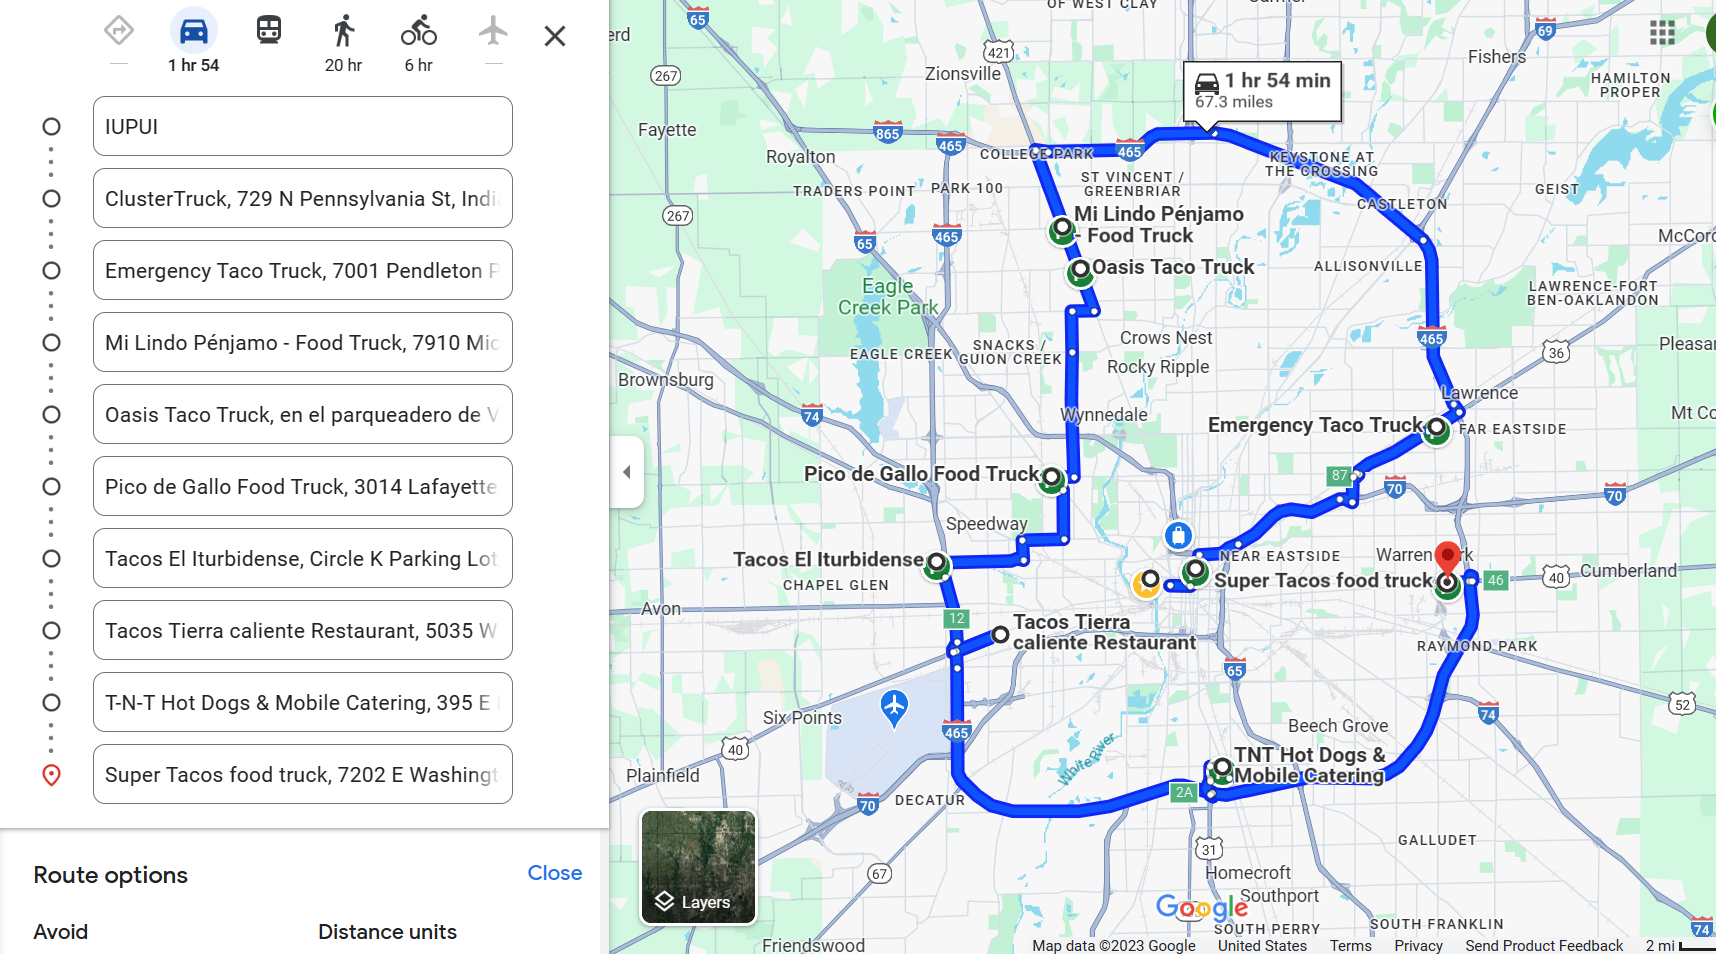 1 hr 54
20 hr
6 hr
IUPUI
ClusterTruck, 729 N Pennsylvania St, Indi
Emergency Taco Truck, 7001 Pendleton P
Mi Lindo Pénjamo - Food Truck, 7910 Mic
Oasis Taco Truck, en el parqueadero de V
Pico de Gallo Food Truck, 3014 Lafayette
Tacos El Iturbidense, Circle K Parking Lot
Tacos Tierra caliente Restaurant, 5035 W
T-N-T Hot Dogs & Mobile Catering, 395 E
Super Tacos food truck, 7202 E Washingt
Route options
Close
Avoid
Distance units
Layers
OF WEST CLAY
65
421
69
Fishers
267
Zionsville
1 hr 54 min
67.3 miles
HAMILTON
PROPER
Fayette
865
465
Royalton
COLLEGE PARK
465
KEYSTONE AT
THE CROSSING
TRADERS POINT
PARK 100
ST VINCENT /
GREENBRIAR
GEIST
CASTLETON
267
Mi Lindo Pénjamo
- Food Truck
65
465
McCor
Oasis Taco Truck
ALLISONVILLE
Eagle
Creek Park
LAWRENCE-FORT
BEN-OAKLANDON
EAGLE CREEK
SNACKS /
GUION CREEK
Crows Nest
465
36
Pleasa
Rocky Ripple
Brownsburg
Lawrence
74
Wynnedale
Mt Co
Emergency Taco Truck
FAR EASTSIDE
Pico de Gallo Food Truck
87
70
70
Speedway
Tacos El Iturbidense
NEAR EASTSIDE
Warren Park
CHAPEL GLEN
Super Tacos food truck
46
40
Cumberland
Avon
12
Tacos Tierra
caliente Restaurant
RAYMOND PARK
65
Six Points
465
52
74
40
Beech Grove
White River
TNT Hot Dogs &
Mobile Catering
Plainfield
70
DECATUR
2A
31
GALLUDET
67
Homecroft
Southport
Google
SOUTH PERRY
SOUTH FRANKLIN
74
Friendswood
Map data ©2023 Google
United States
Terms
Privacy
Send Product Feedback
2 mi